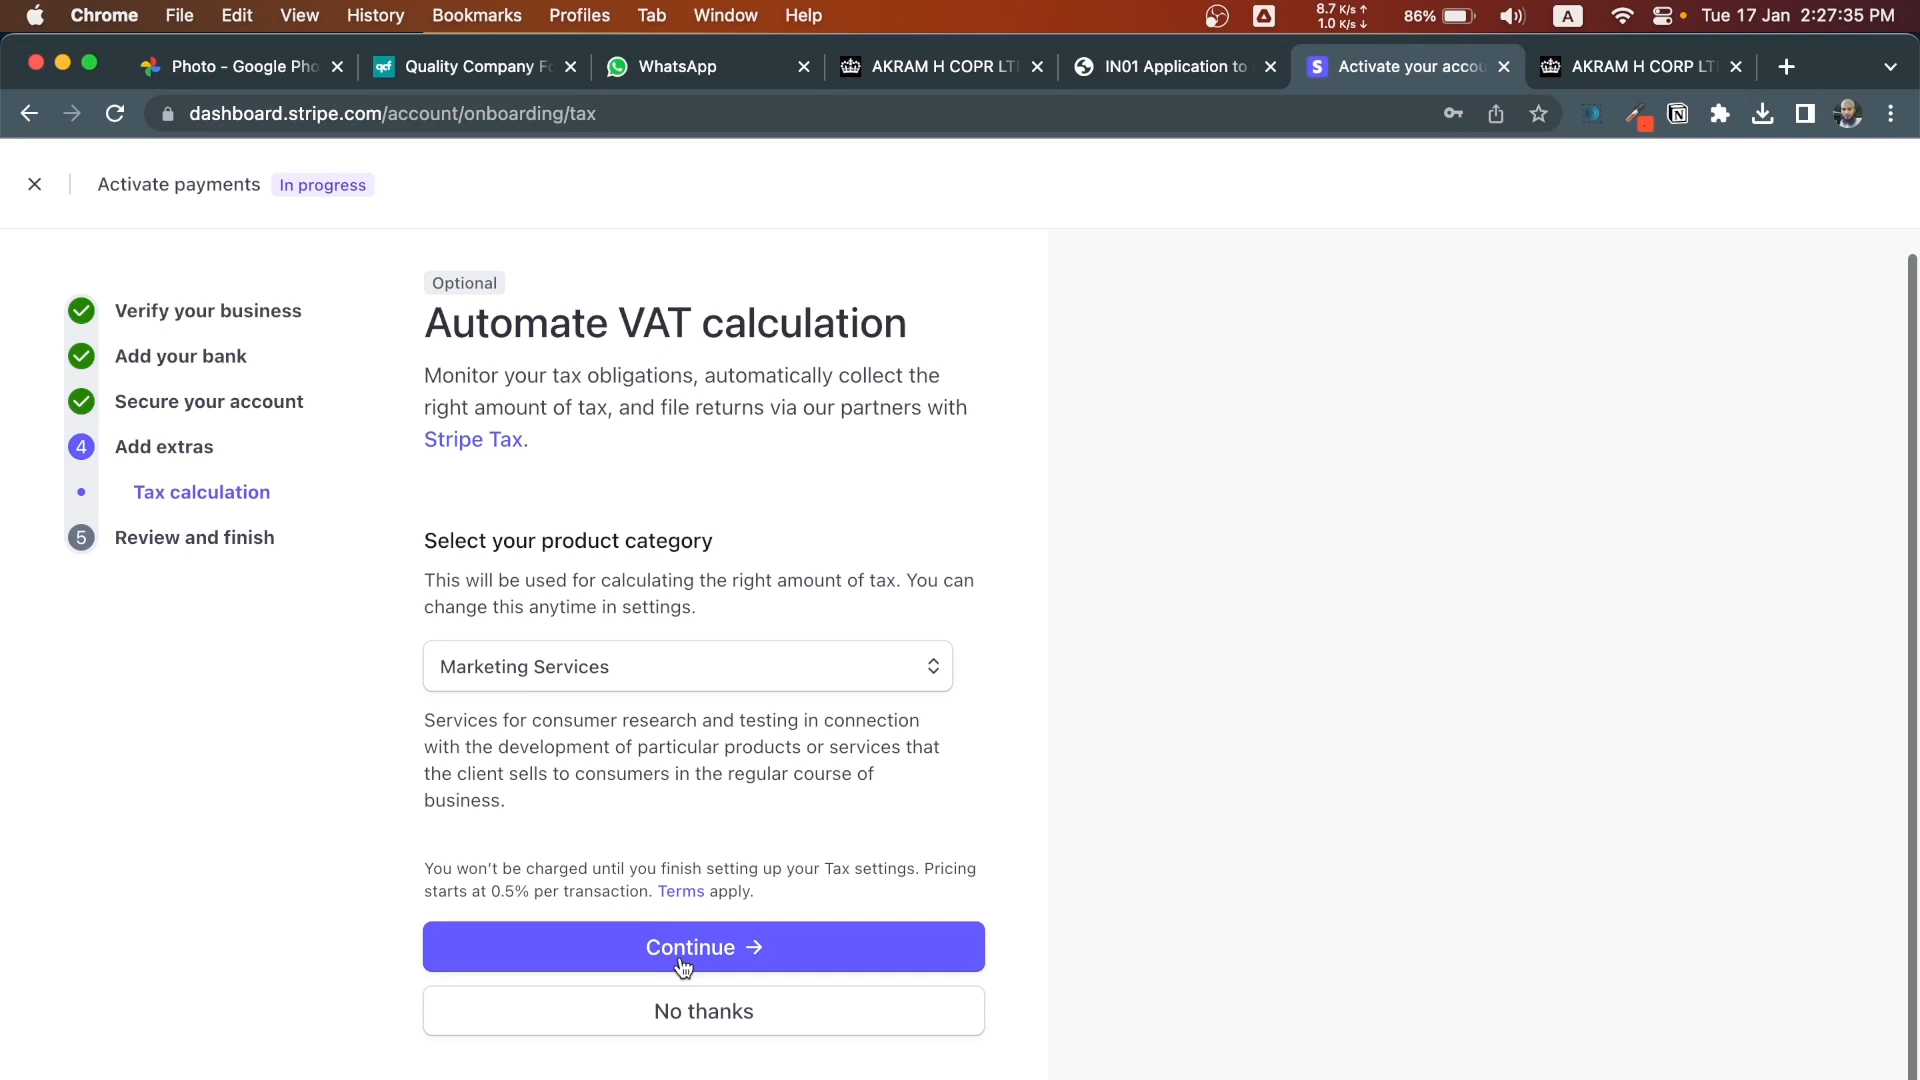 Chrome File Edit View History Bookmarks Profiles Tab Window Help
8.7 K/s ↑
1.0 K/s ↓
86%
A
Tue 17 Jan 2:27:35 PM
Photo - Google Pho
qcf Quality Company Fo
WhatsApp
AKRAM H COPR LT
IN01 Application to
S Activate your accou
AKRAM H CORP LT
dashboard.stripe.com/account/onboarding/tax
Activate payments In progress
Verify your business
Add your bank
Secure your account
4 Add extras
Tax calculation
5 Review and finish
Optional
Automate VAT calculation
Monitor your tax obligations, automatically collect the
right amount of tax, and file returns via our partners with
Stripe Tax.
Select your product category
This will be used for calculating the right amount of tax. You can
change this anytime in settings.
Marketing Services
Services for consumer research and testing in connection
with the development of particular products or services that
the client sells to consumers in the regular course of
business.
You won't be charged until you finish setting up your Tax settings. Pricing
starts at 0.5% per transaction. Terms apply.
Continue →
No thanks